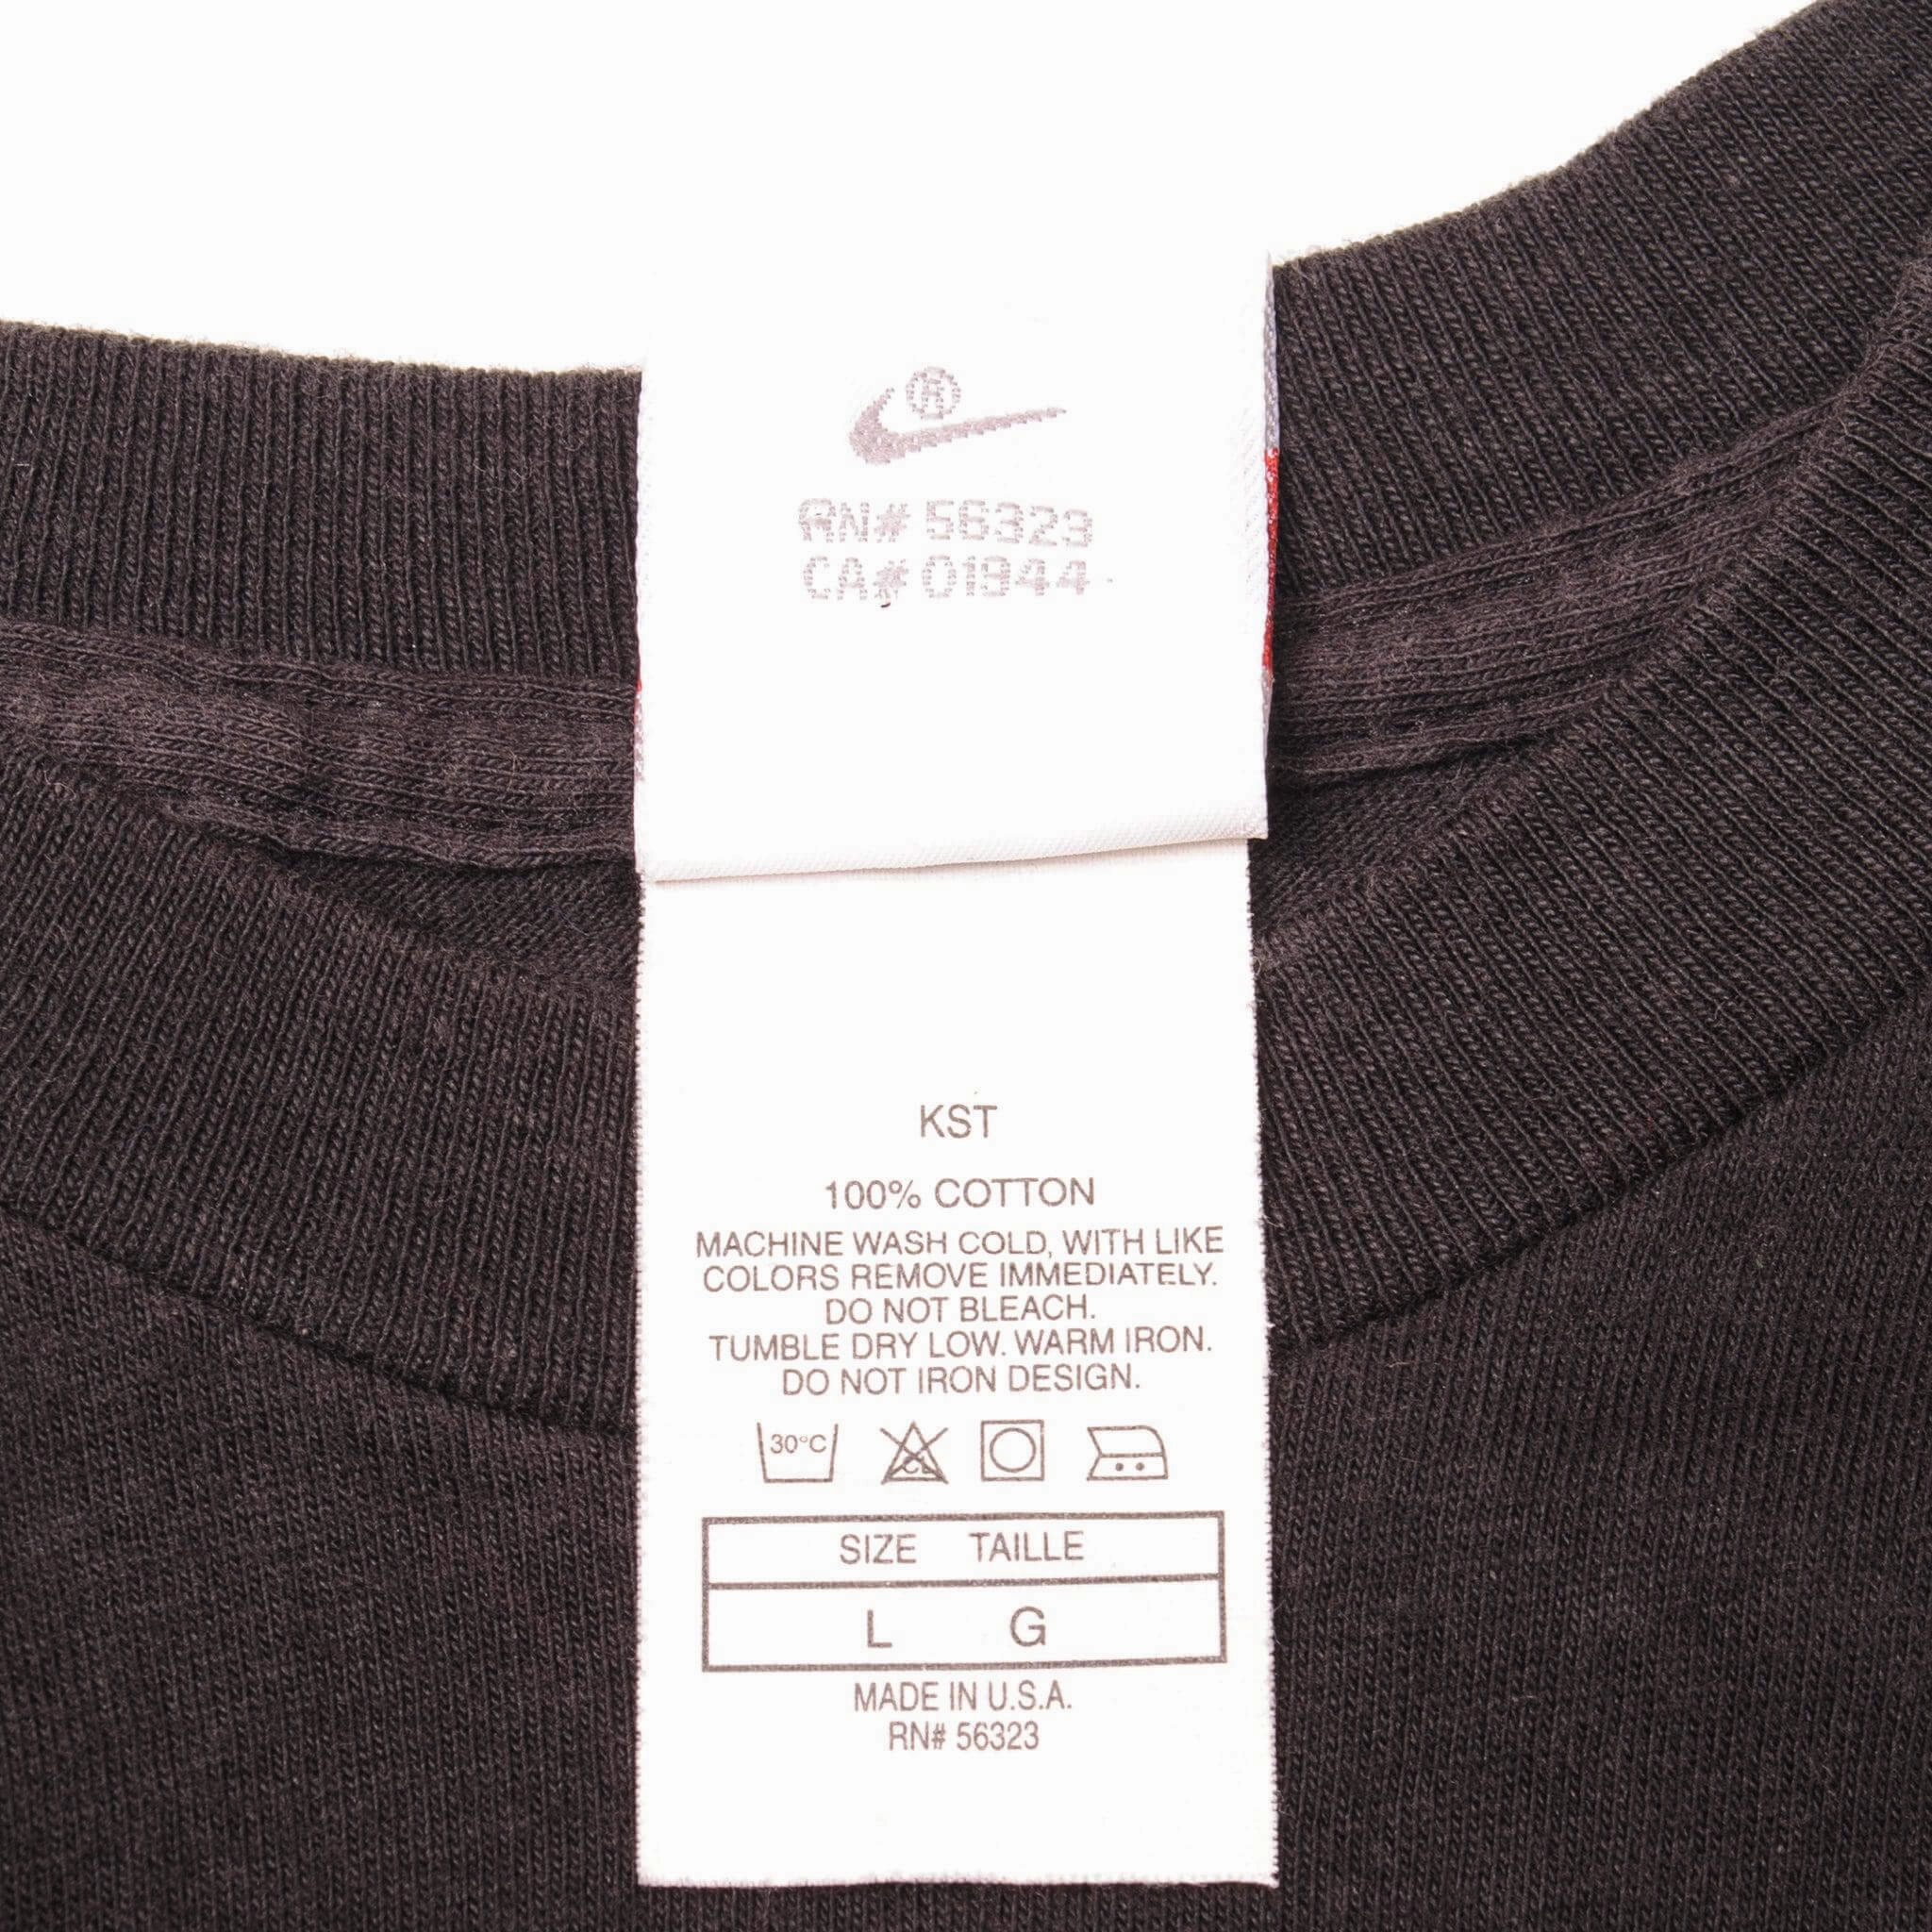 RN# 56323
CA# 01944
KST
100% COTTON
MACHINE WASH COLD, WITH LIKE
COLORS REMOVE IMMEDIATELY.
DO NOT BLEACH.
TUMBLE DRY LOW. WARM IRON.
DO NOT IRON DESIGN.
30°C CL
SIZE TAILLE
L G
MADE IN U.S.A.
RN# 56323